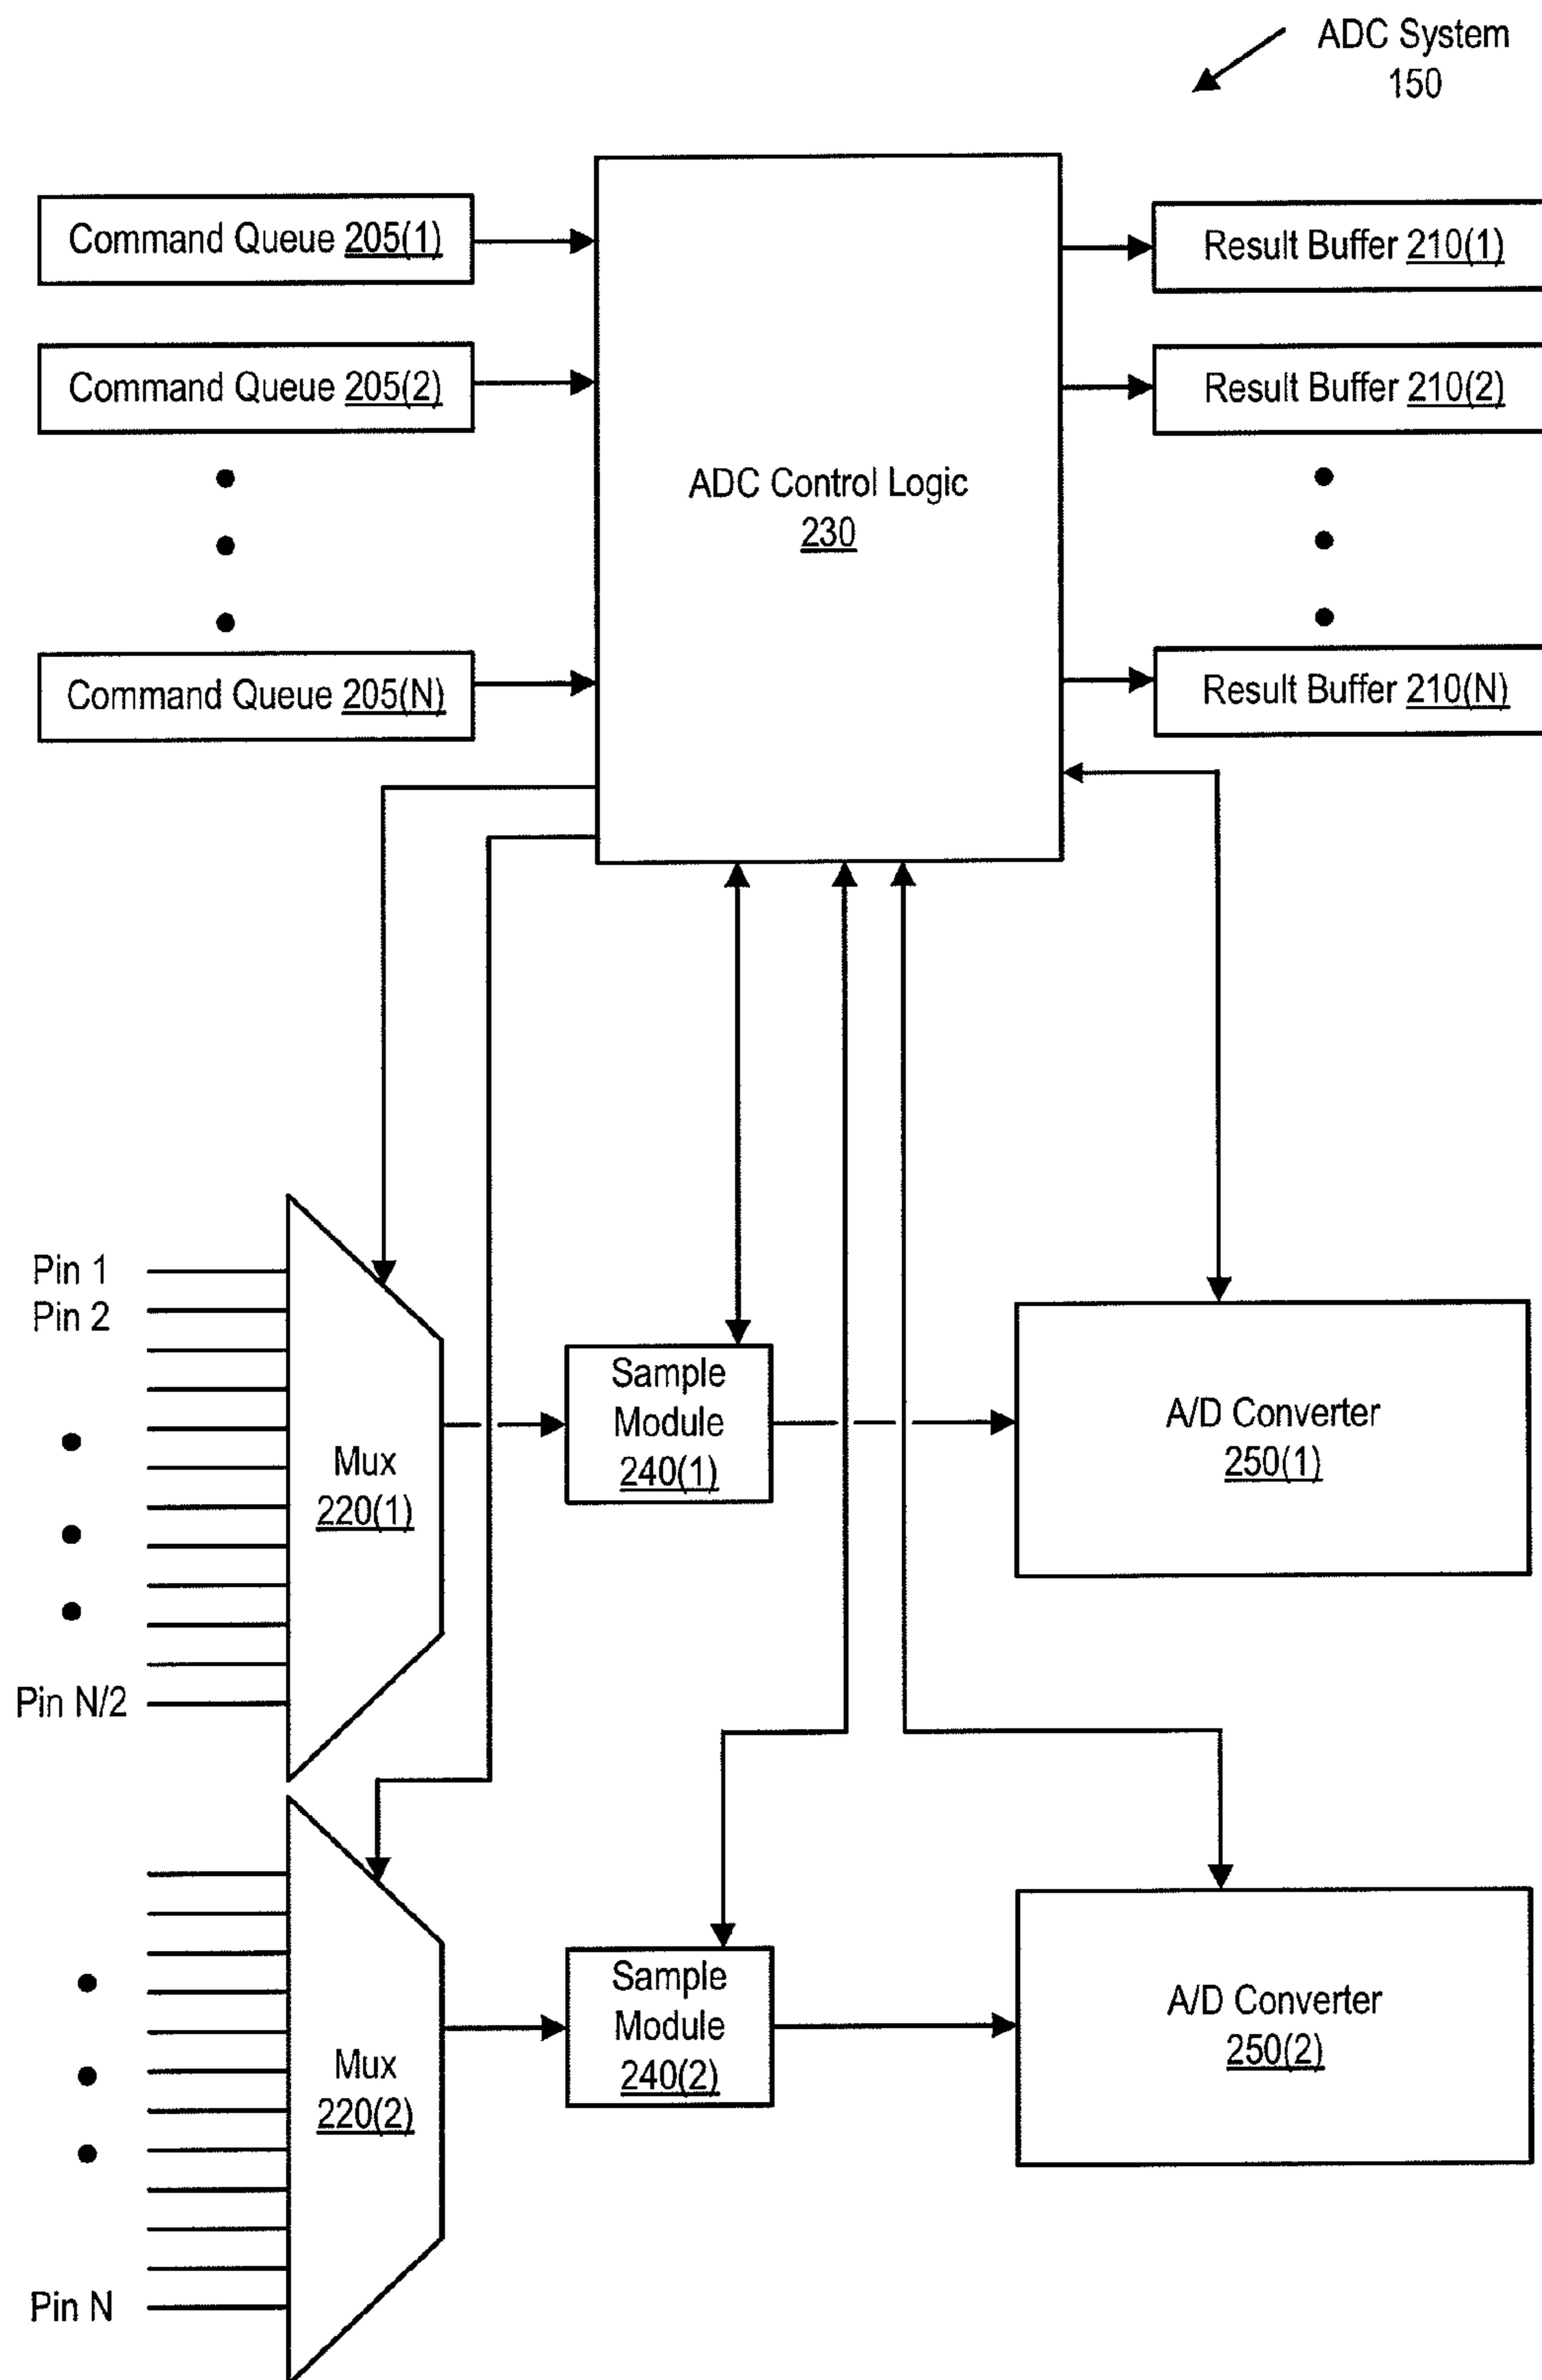 ADC System
150
Command Queue 205(1)
Result Buffer 210(1)
Command Queue 205(2)
Result Buffer 210(2)
ADC Control Logic
230
Command Queue 205(N)
Result Buffer 210(N)
Pin 1
Pin 2
Pin N/2
Mux
220(1)
Sample
Module
240(1)
A/D Converter
250(1)
Pin N
Mux
220(2)
Sample
Module
240(2)
A/D Converter
250(2)